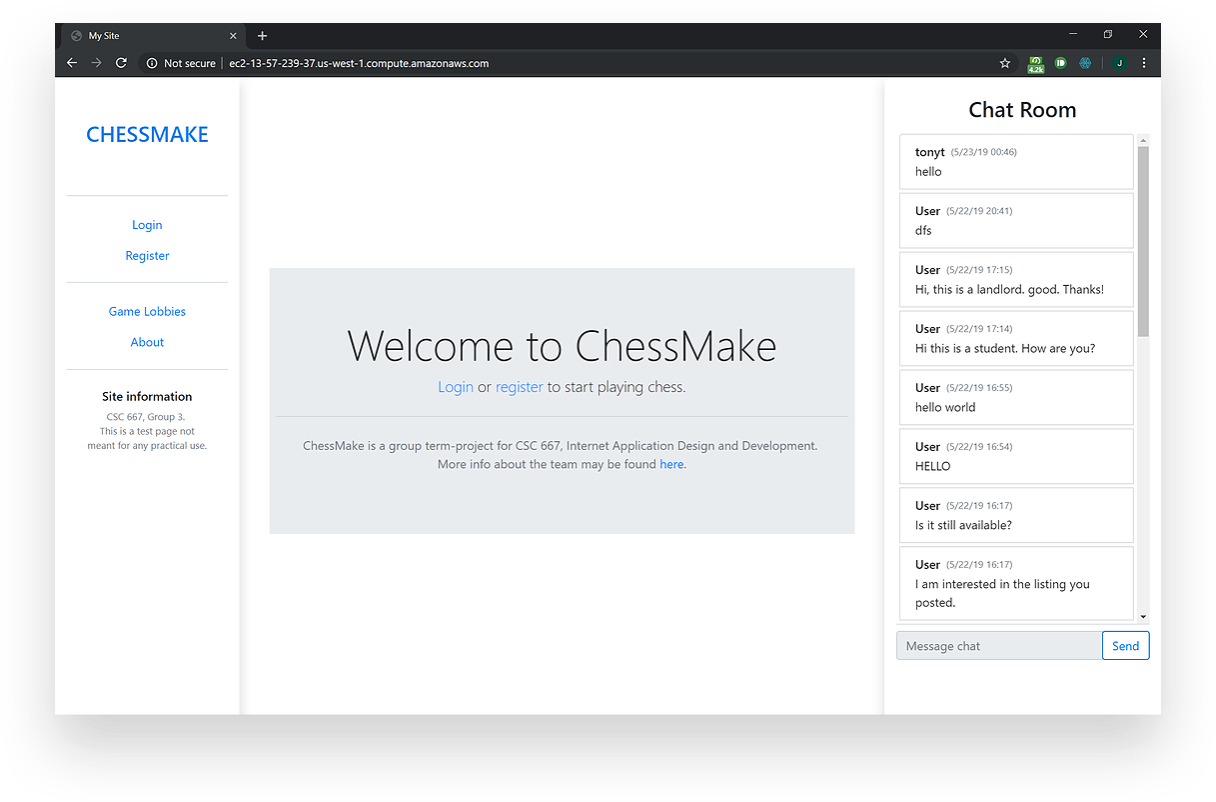 My Site
Not secure
ec2-13-57-239-37.us-west-1.compute.amazonaws.com
4.2k
J
CHESSMAKE
Login
Register
Game Lobbies
About
Site information
CSC 667, Group 3.
This is a test page not
meant for any practical use.
Welcome to ChessMake
Login or register to start playing chess.
ChessMake is a group term-project for CSC 667, Internet Application Design and Development.
More info about the team may be found here.
Chat Room
tonyt (5/23/19 00:46)
hello
User (5/22/19 20:41)
dfs
User (5/22/19 17:15)
Hi, this is a landlord. good. Thanks!
User (5/22/19 17:14)
Hi this is a student. How are you?
User (5/22/19 16:55)
hello world
User (5/22/19 16:54)
HELLO
User (5/22/19 16:17)
Is it still available?
User (5/22/19 16:17)
I am interested in the listing you
posted.
Message chat
Send